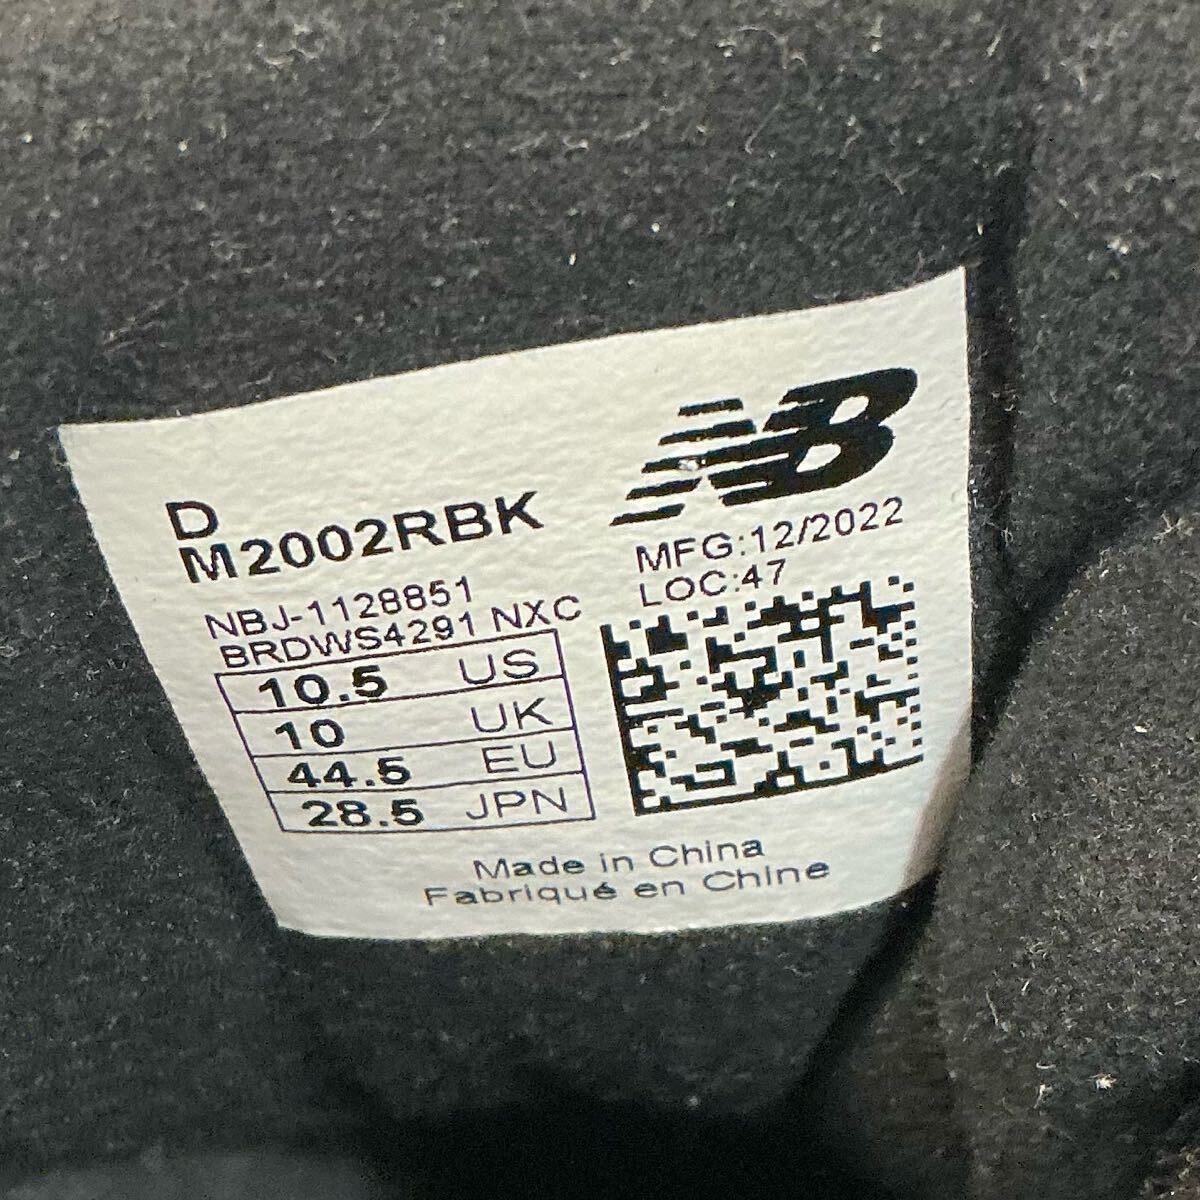 NB
D
M2002RBK
MFG:12/2022
LOC:47
NBJ-1128851
BRDWS4291 NXC
10.5 US
10 UK
44.5 EU
28.5 JPN
Made in China
Fabriqué en Chine